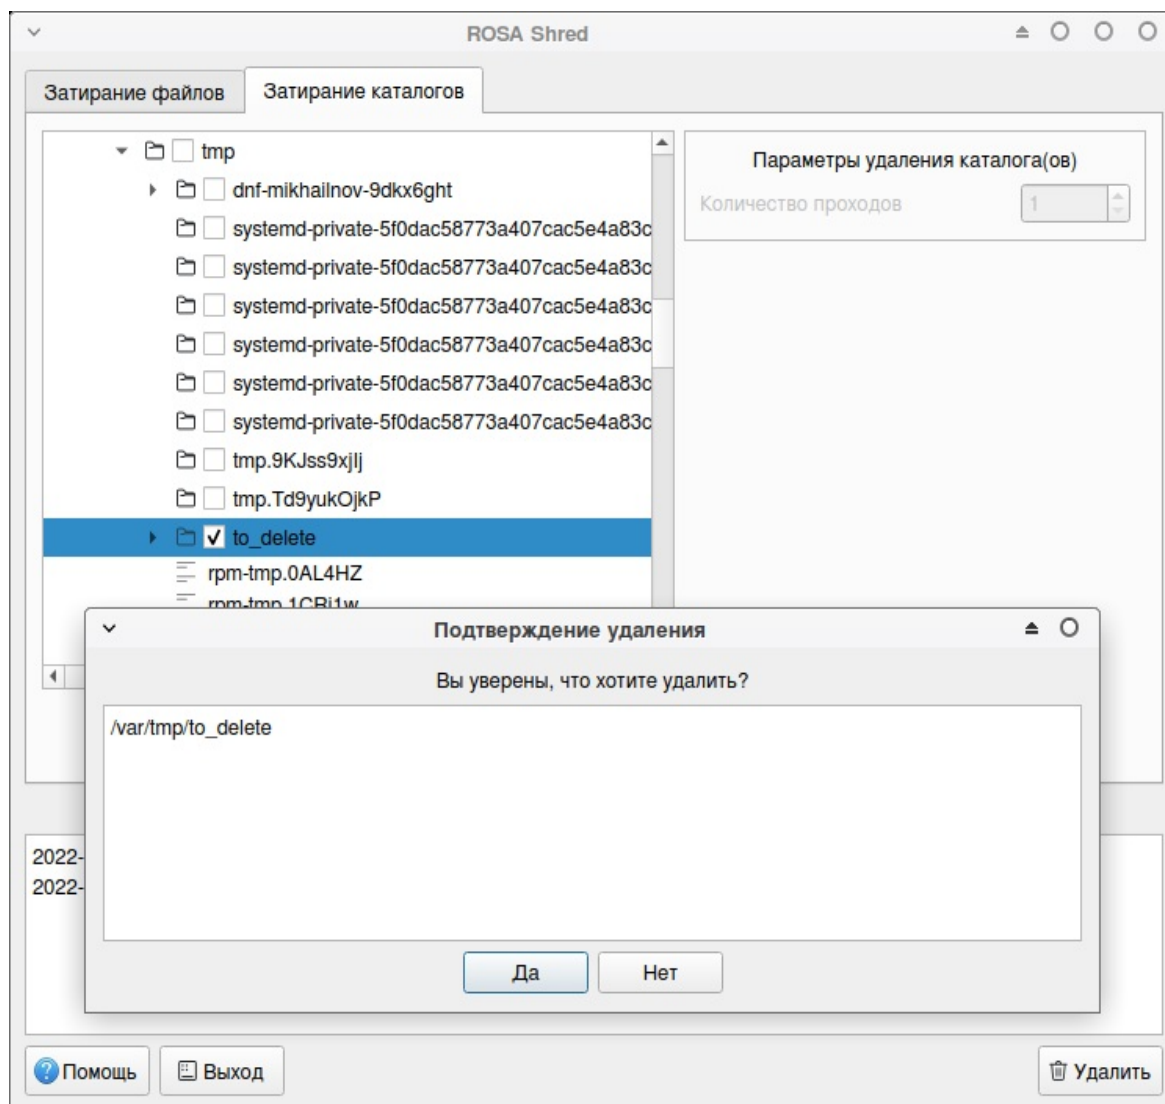 ROSA Shred
Затирание файлов
Затирание каталогов
tmp
dnf-mikhailnov-9dkx6ght
systemd-private-5f0dac58773a407cac5e4a83c
systemd-private-5f0dac58773a407cac5e4a83c
systemd-private-5f0dac58773a407cac5e4a83c
systemd-private-5f0dac58773a407cac5e4a83c
systemd-private-5f0dac58773a407cac5e4a83c
systemd-private-5f0dac58773a407cac5e4a83c
tmp.9KJss9xjIj
tmp.Td9yukOjkP
to_delete
rpm-tmp.0AL4HZ
Параметры удаления каталога(ов)
Количество проходов 1
Подтверждение удаления
Вы уверены, что хотите удалить?
/var/tmp/to_delete
Да
Нет
2022-
2022-
Помощь
Выход
Удалить